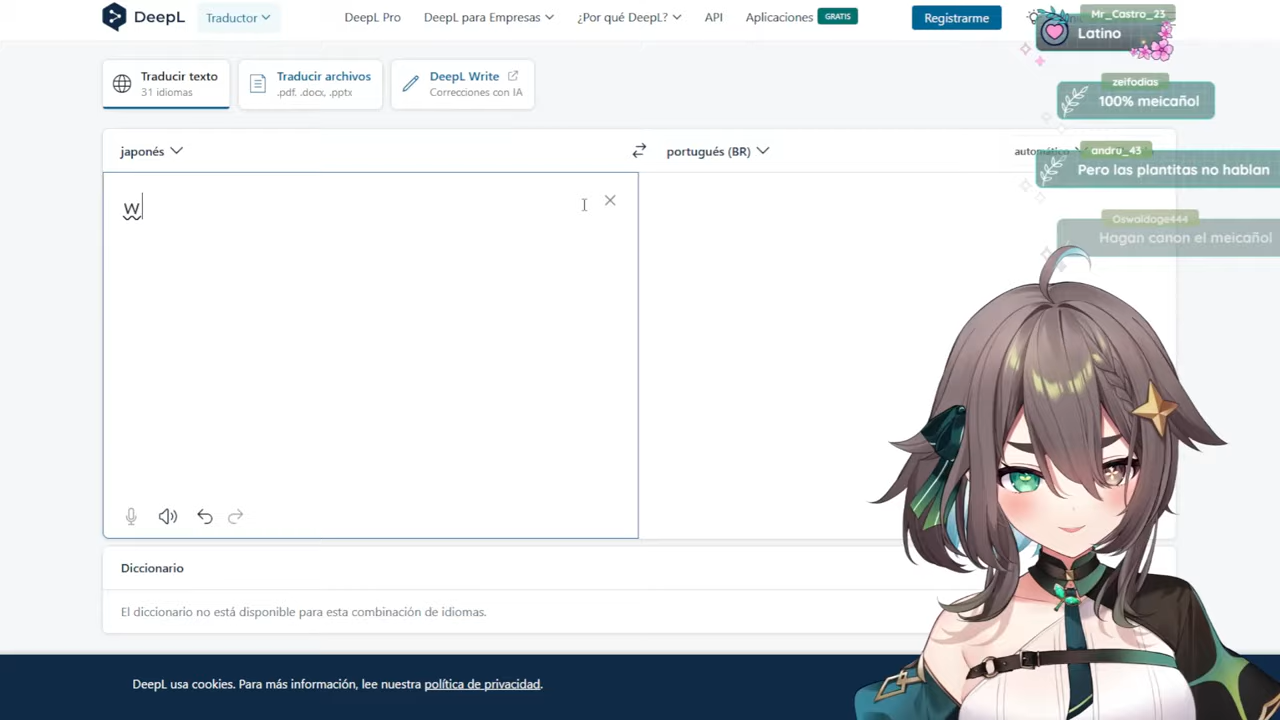 DeepL
Traductor
DeepL Pro
DeepL para Empresas
¿Por qué DeepL?
API
Aplicaciones
GRATIS
Registrarme
Mr_Castro_23
Latino
Traducir texto
31 idiomas
Traducir archivos
.pdf, .docx, .pptx
DeepL Write
Correcciones con IA
zeifodias
100% meicañol
japonés
portugués (BR)
automático
andru_43
Pero las plantitas no hablan
w
Oswaldoge444
Hagan canon el meicañol
Diccionario
El diccionario no está disponible para esta combinación de idiomas.
DeepL usa cookies. Para más información, lee nuestra política de privacidad.